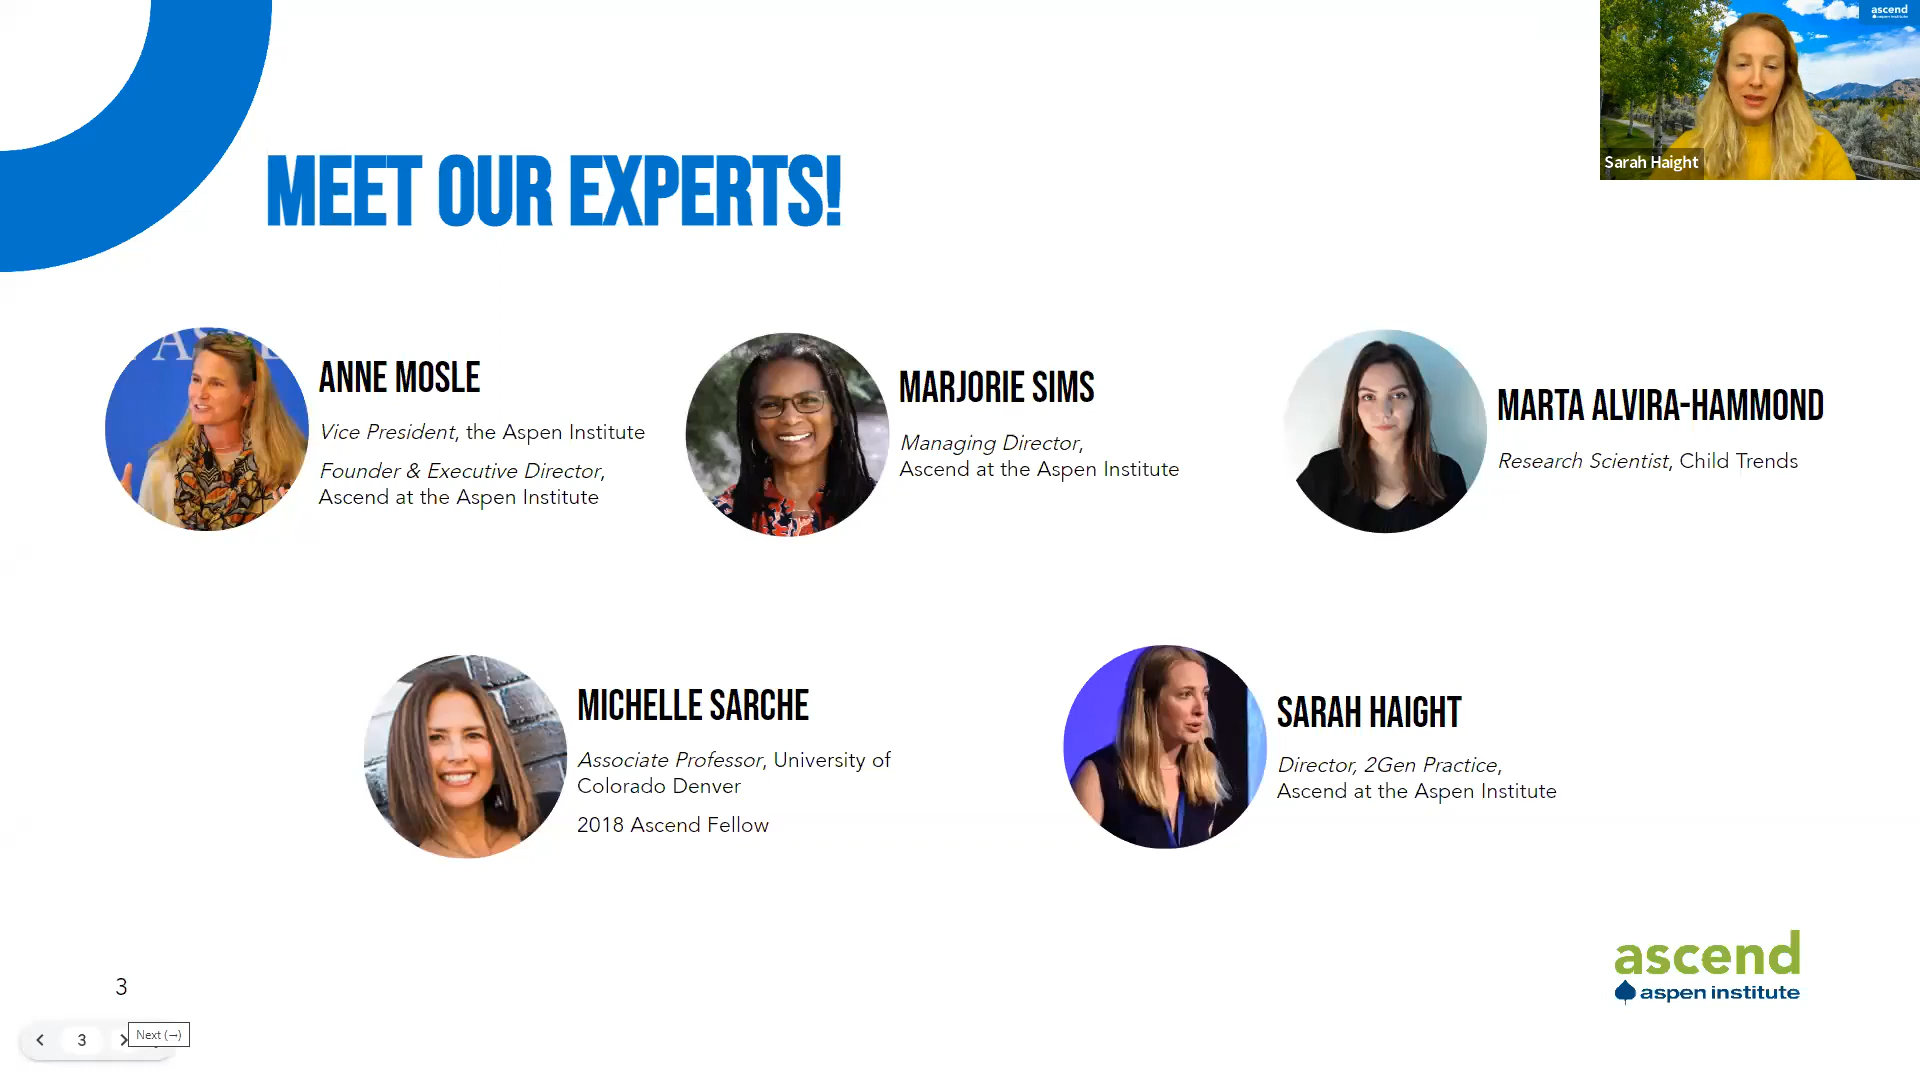 ascend
aspen institute
Sarah Haight
MEET OUR EXPERTS!
ANNE MOSLE
Vice President, the Aspen Institute
Founder & Executive Director,
Ascend at the Aspen Institute
MARJORIE SIMS
Managing Director,
Ascend at the Aspen Institute
MARTA ALVIRA-HAMMOND
Research Scientist, Child Trends
MICHELLE SARCHE
Associate Professor, University of
Colorado Denver
2018 Ascend Fellow
SARAH HAIGHT
Director, 2Gen Practice,
Ascend at the Aspen Institute
ascend
aspen institute
3
3
Next (→)